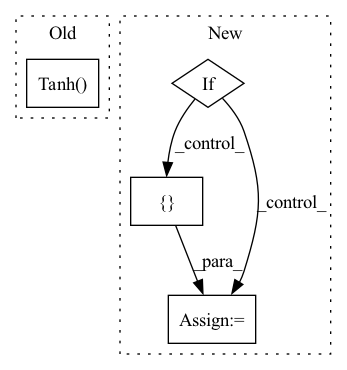 Old
New
Tanh()
If
_control_
_control_
{}
_para_
Assign:=